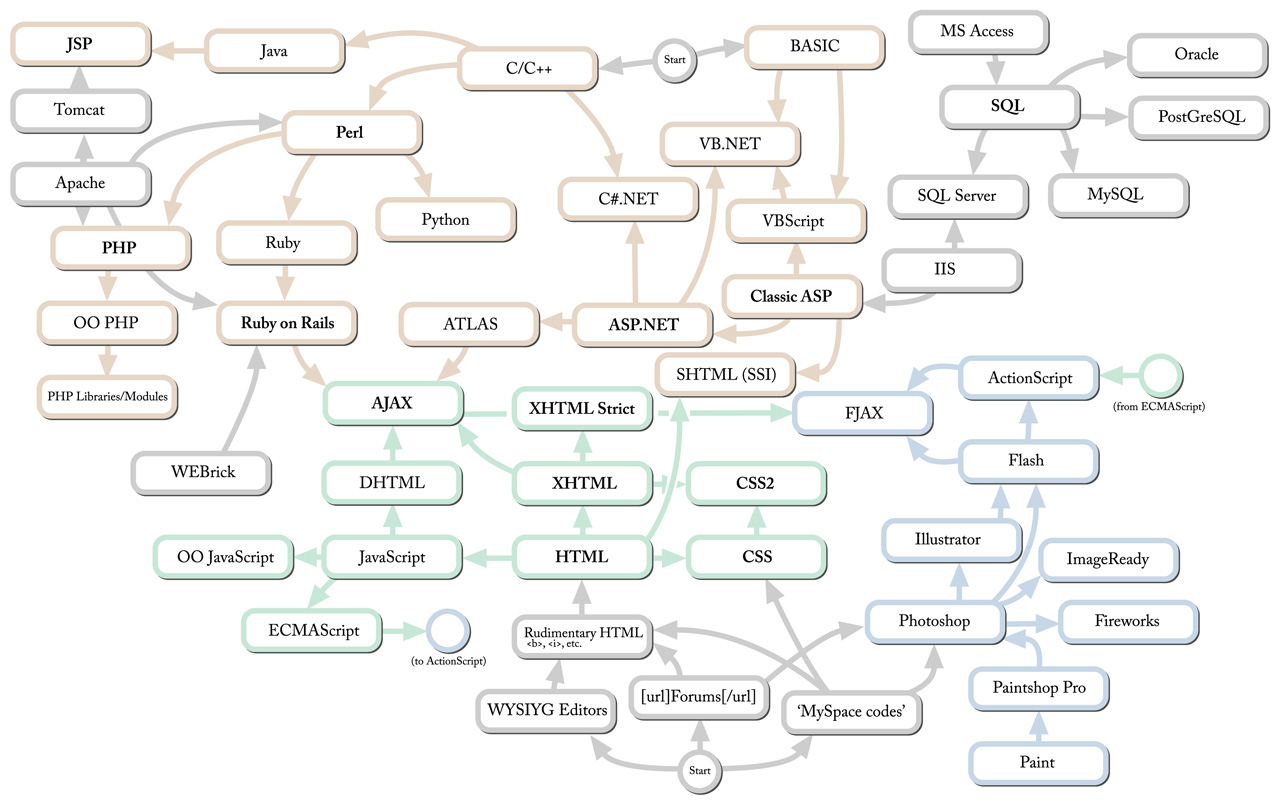 MS Access
JSP
Java
C/C++
Start
BASIC
Oracle
Tomcat
Perl
SQL
PostGreSQL
VB.NET
Apache
C#.NET
SQL Server
MySQL
PHP
Ruby
Python
VBScript
IIS
OO PHP
Ruby on Rails
ATLAS
ASP.NET
Classic ASP
PHP Libraries/Modules
AJAX
XHTML Strict
SHTML (SSI)
FJAX
ActionScript
(from ECMAScript)
WEBrick
DHTML
XHTML
CSS2
Flash
OO JavaScript
JavaScript
HTML
CSS
Illustrator
ImageReady
ECMAScript
(to ActionScript)
Rudimentary HTML
<b>, <i>, etc.
Photoshop
Fireworks
WYSIYG Editors
[url]Forums[/url]
‘MySpace codes’
Paintshop Pro
Start
Paint